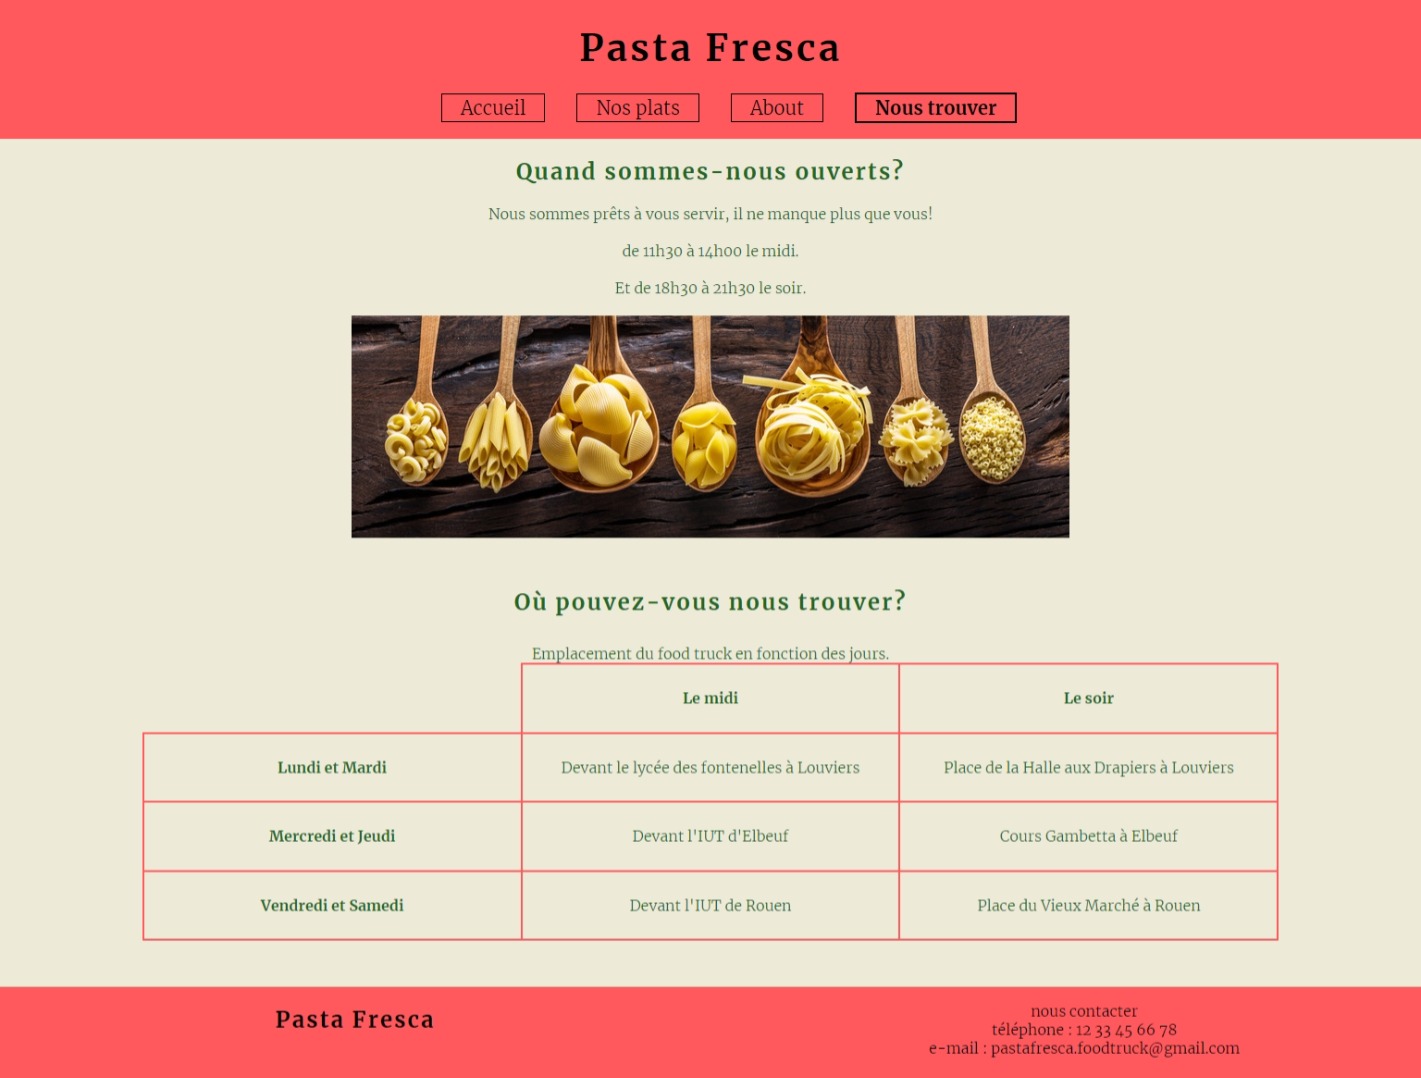 Pasta Fresca
Accueil Nos plats About Nous trouver
Quand sommes-nous ouverts?
Nous sommes prêts à vous servir, il ne manque plus que vous!
de 11h30 à 14h00 le midi.
Et de 18h30 à 21h30 le soir.
Où pouvez-vous nous trouver?
Emplacement du food truck en fonction des jours.
Le midi Le soir
Lundi et Mardi Devant le lycée des fontenelles à Louviers Place de la Halle aux Drapiers à Louviers
Mercredi et Jeudi Devant l'IUT d'Elbeuf Cours Gambetta à Elbeuf
Vendredi et Samedi Devant l'IUT de Rouen Place du Vieux Marché à Rouen
Pasta Fresca
nous contacter
téléphone : 12 33 45 66 78
e-mail : pastafresca.foodtruck@gmail.com